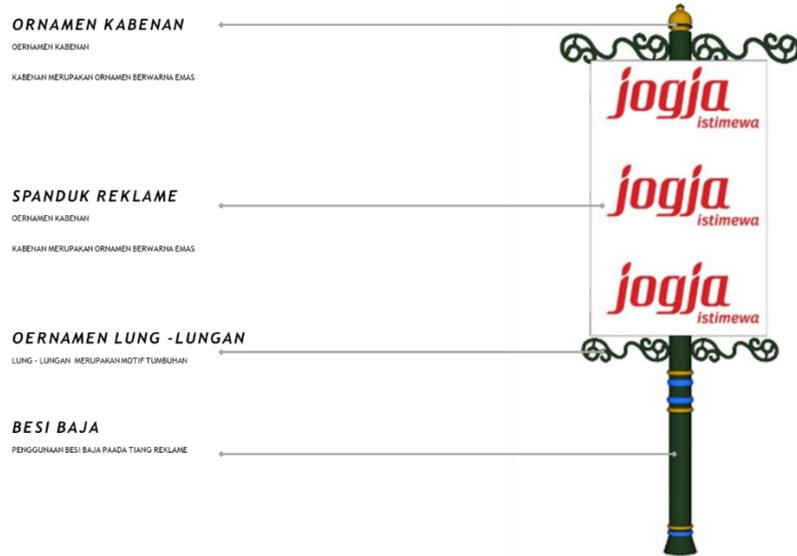 ORNAMEN KABENAN
OERNAMEN KABENAN
KABENAN MERUPAKAN ORNAMEN BERWARNA EMAS
SPANDUK REKLAME
OERNAMEN KABENAN
KABENAN MERUPAKAN ORNAMEN BERWARNA EMAS
OERNAMEN LUNG -LUNGAN
LUNG - LUNGAN MERUPAKAN MOTIF TUMBUHAN
BESI BAJA
PENGGUNAAN BESI BAJA PAADA TIANG REKLAME
jogja
istimewa
jogja
istimewa
jogja
istimewa